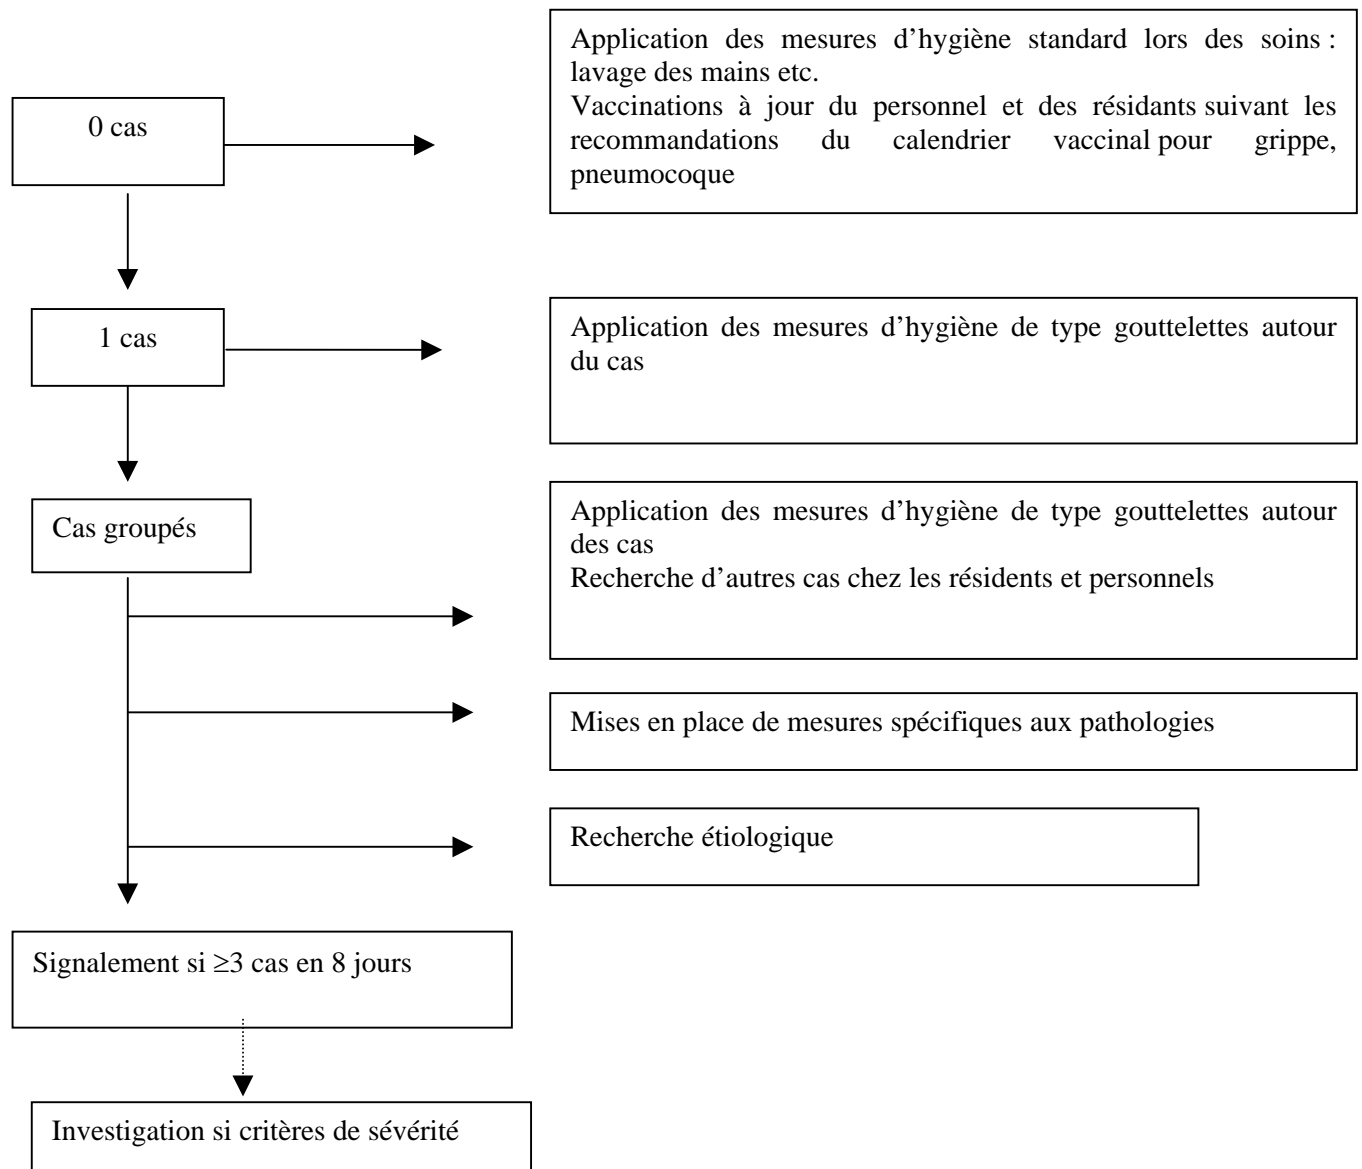 Application des mesures d’hygiène standard lors des soins :
lavage des mains etc.
0 cas
Vaccinations à jour du personnel et des résidants suivant les
recommandations du calendrier vaccinal pour grippe,
pneumocoque
1 cas
Application des mesures d’hygiène de type gouttelettes autour
du cas
Cas groupés
Application des mesures d’hygiène de type gouttelettes autour
des cas
Recherche d’autres cas chez les résidents et personnels
Mises en place de mesures spécifiques aux pathologies
Recherche étiologique
Signalement si ≥3 cas en 8 jours
Investigation si critères de sévérité